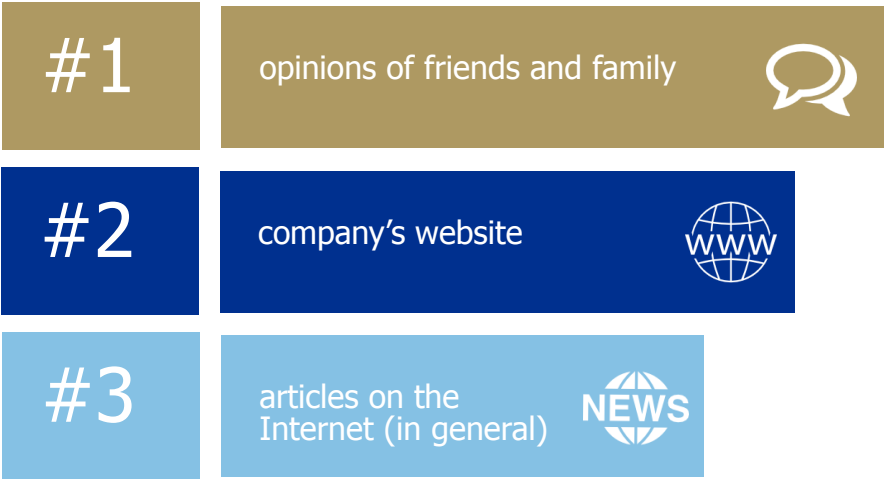 #1
opinions of friends and family
#2
company’s website
WWW
#3
articles on the
Internet (in general)
NEWS